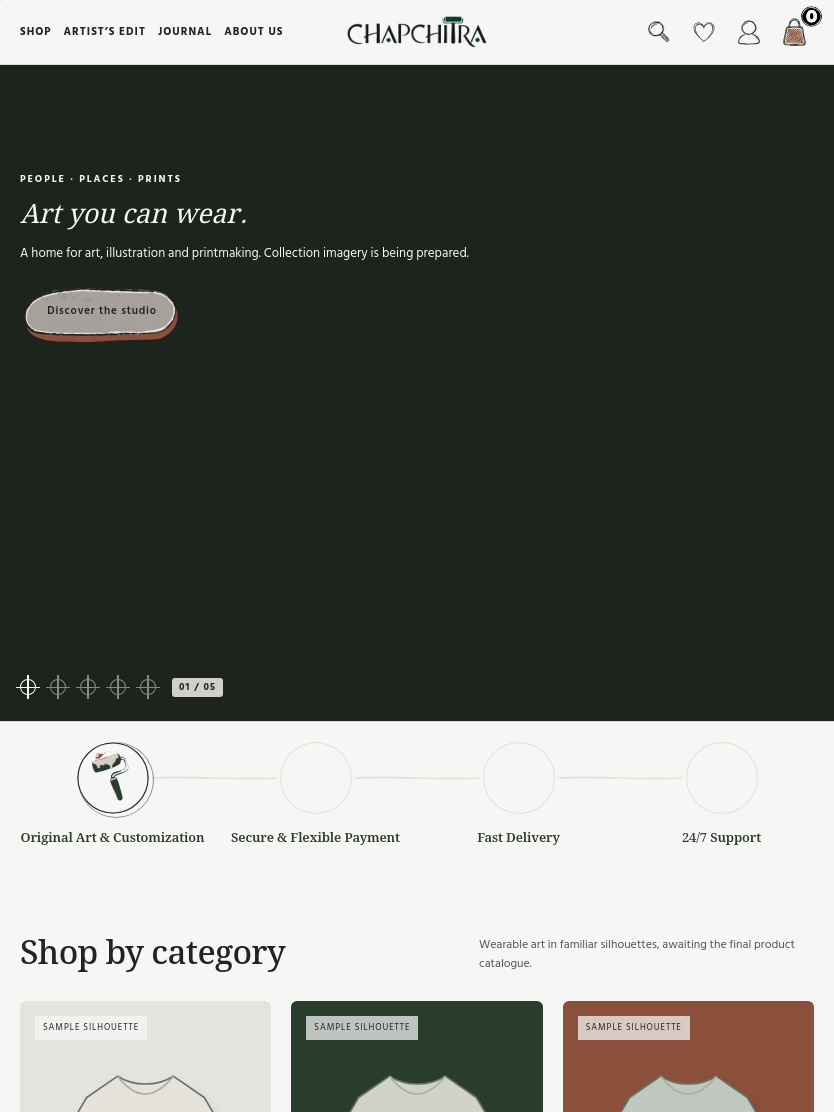 SHOP ARTIST'S EDIT JOURNAL ABOUT US
CHAPCHITRA
0
PEOPLE · PLACES · PRINTS
Art you can wear.
A home for art, illustration and printmaking. Collection imagery is being prepared.
Discover the studio
01 / 05
Original Art & Customization
Secure & Flexible Payment
Fast Delivery
24/7 Support
Shop by category
Wearable art in familiar silhouettes, awaiting the final product
catalogue.
SAMPLE SILHOUETTE
SAMPLE SILHOUETTE
SAMPLE SILHOUETTE